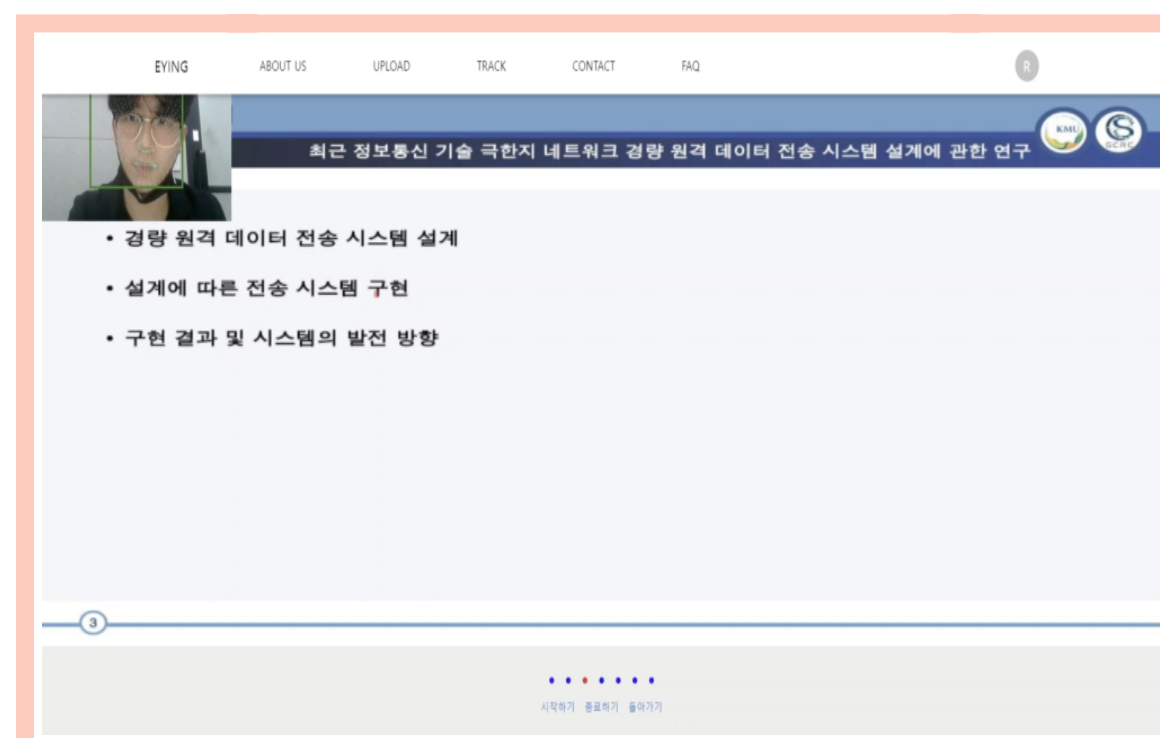 EYING ABOUT US UPLOAD TRACK CONTACT FAQ R
KMU
SCRC
최근 정보통신 기술 극한지 네트워크 경량 원격 데이터 전송 시스템 설계에 관한 연구
• 경량 원격 데이터 전송 시스템 설계
• 설계에 따른 전송 시스템 구현
• 구현 결과 및 시스템의 발전 방향
3
시작하기 종료하기 돌아가기